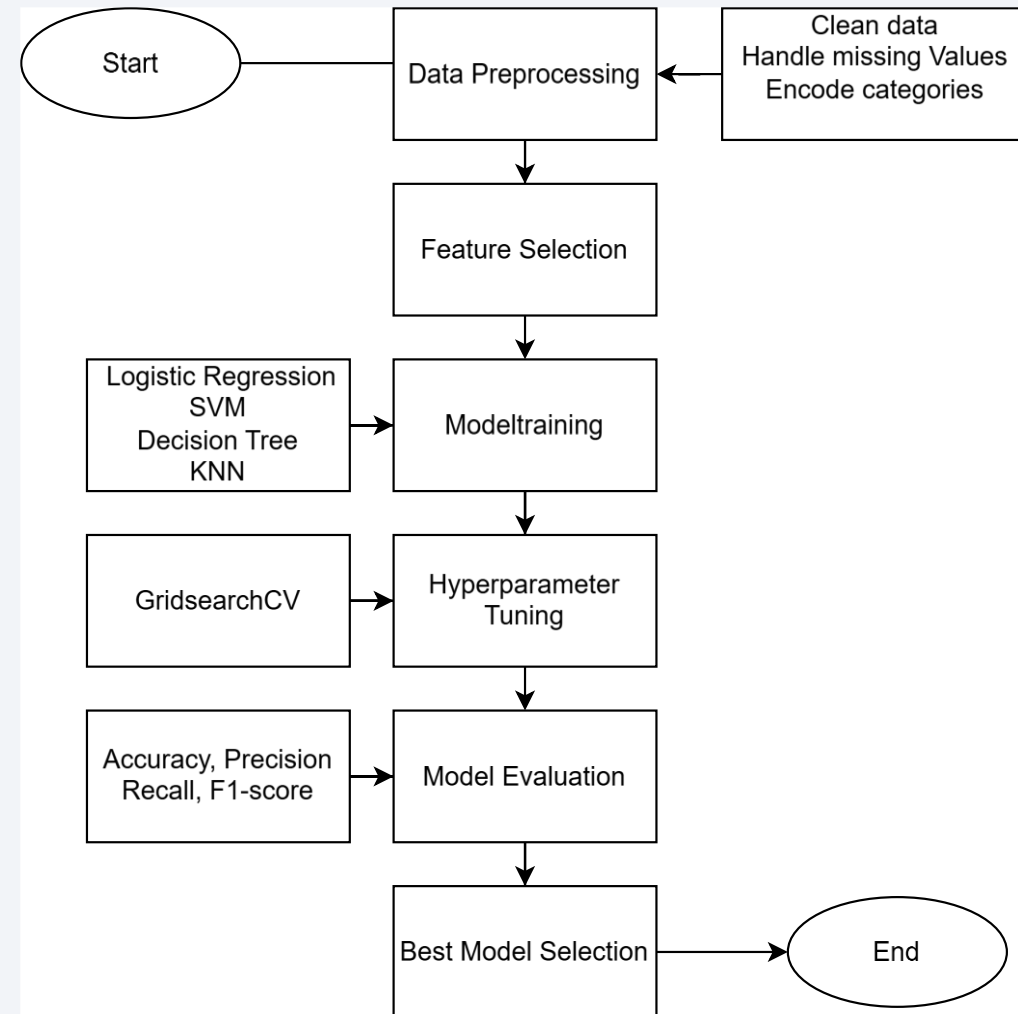 Start
Data Preprocessing
Clean data
Handle missing Values
Encode categories
Feature Selection
Logistic Regression
SVM
Decision Tree
KNN
Modeltraining
GridsearchCV
Hyperparameter
Tuning
Accuracy, Precision
Recall, F1-score
Model Evaluation
Best Model Selection
End